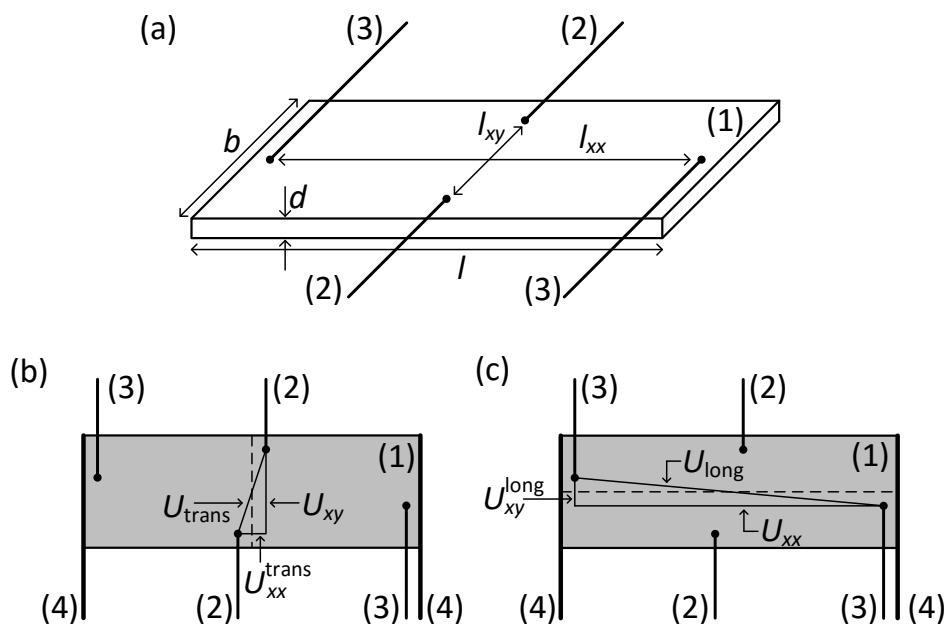 (a)
(3) (2)
(1)
b
l_xy
l_xx
d
l
(2) (3)
(b)
(3) (2)
(1)
U_trans
U_xy
U_xx^trans
(4) (2) (3) (4)
(c)
(3) (2)
(1)
U_long
U_xy^long
U_xx
(4) (2) (3) (4)